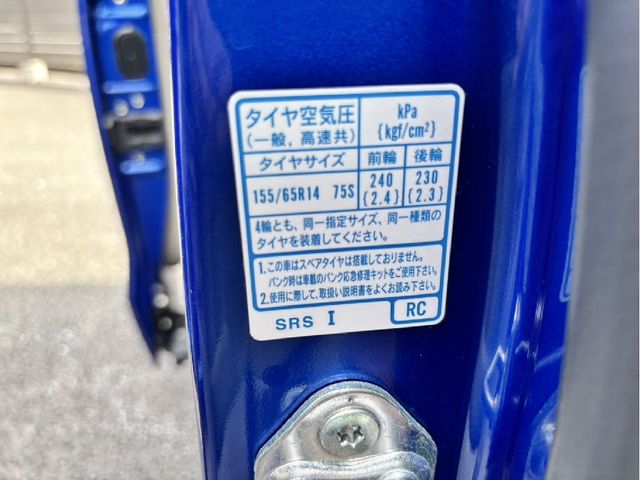 タイヤ空気圧 kPa
(一般, 高速共) {kgf/cm²}
タイヤサイズ 前輪 後輪
155/65R14 75S 240 230
{2.4} {2.3}
4輪とも、同一指定サイズ、同一種類の
タイヤを装着してください。
1.この車はスペアタイヤは搭載しておりません。
パンク時は車載のパンク応急修理キットをご使用下さい。
2.使用に際して、取扱い説明書をよくお読み下さい。
SRS I RC